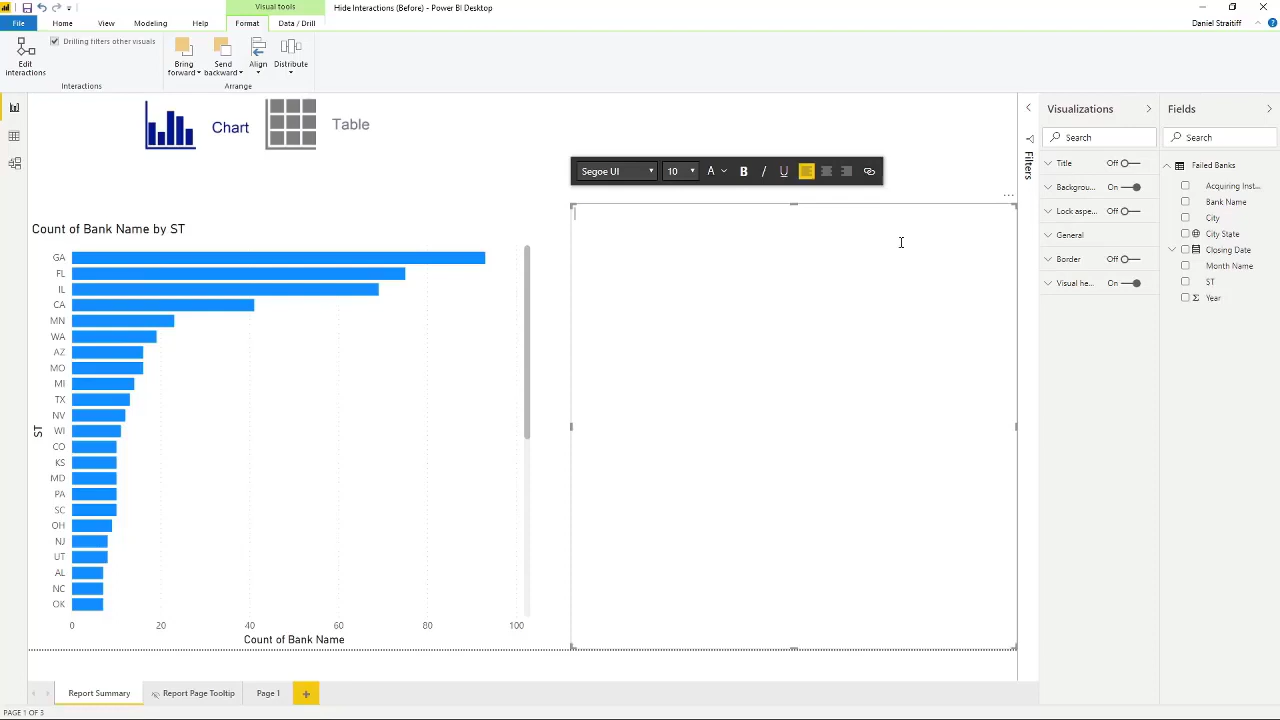 Visual tools
Hide Interactions (Before) - Power BI Desktop
File
Home
View
Modeling
Help
Format
Data / Drill
Daniel Straitiff
Edit
interactions
Drilling filters other visuals
Interactions
Bring
forward
Send
backward
Align
Distribute
Arrange
Chart
Table
Segoe UI
10
A
B
I
U
...
Count of Bank Name by ST
GA
FL
IL
CA
MN
WA
AZ
MO
MI
TX
NV
WI
CO
KS
MD
PA
SC
OH
NJ
UT
AL
NC
OK
ST
0 20 40 60 80 100
Count of Bank Name
Filters
Visualizations
Search
Title Off
Backgrou... On
Lock aspe... Off
General
Border Off
Visual he... On
Fields
Search
Failed Banks
Acquiring Inst...
Bank Name
City
City State
Closing Date
Month Name
ST
Σ Year
Report Summary
Report Page Tooltip
Page 1
+
PAGE 1 OF 3